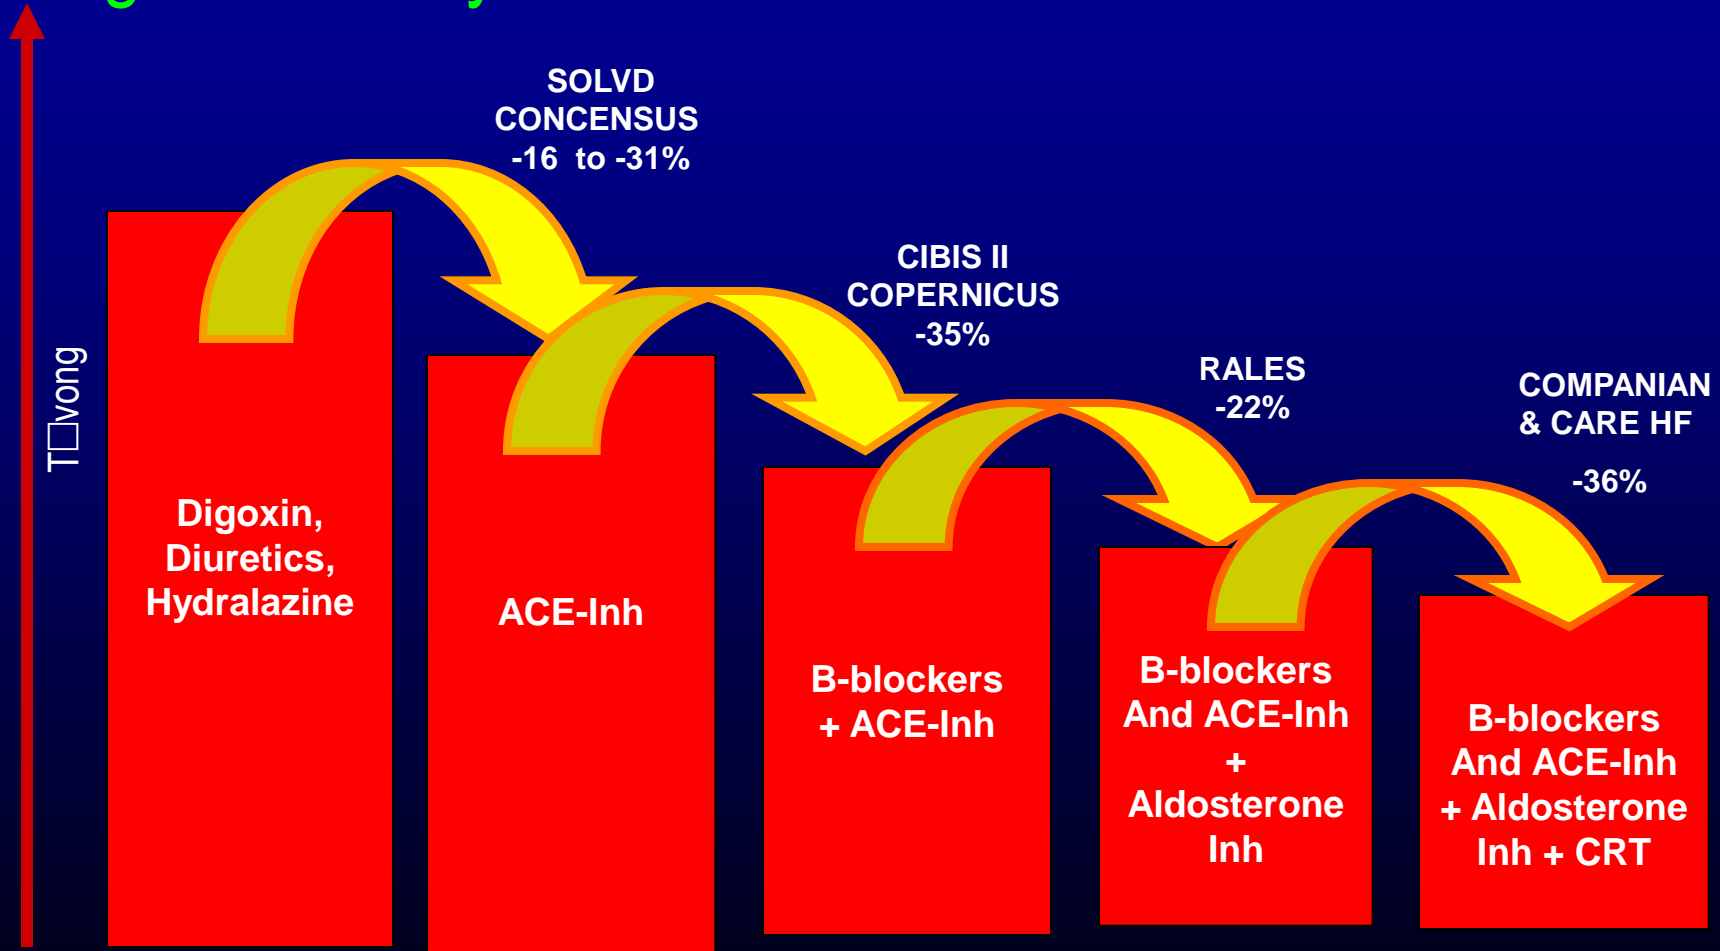 SOLVD
CONCENSUS
-16 to -31%
CIBIS II
COPERNICUS
-35%
RALES
-22%
COMPANIAN
& CARE HF
-36%
T□vong
Digoxin,
Diuretics,
Hydralazine
ACE-Inh
B-blockers
+ ACE-Inh
B-blockers
And ACE-Inh
+
Aldosterone
Inh
B-blockers
And ACE-Inh
+ Aldosterone
Inh + CRT